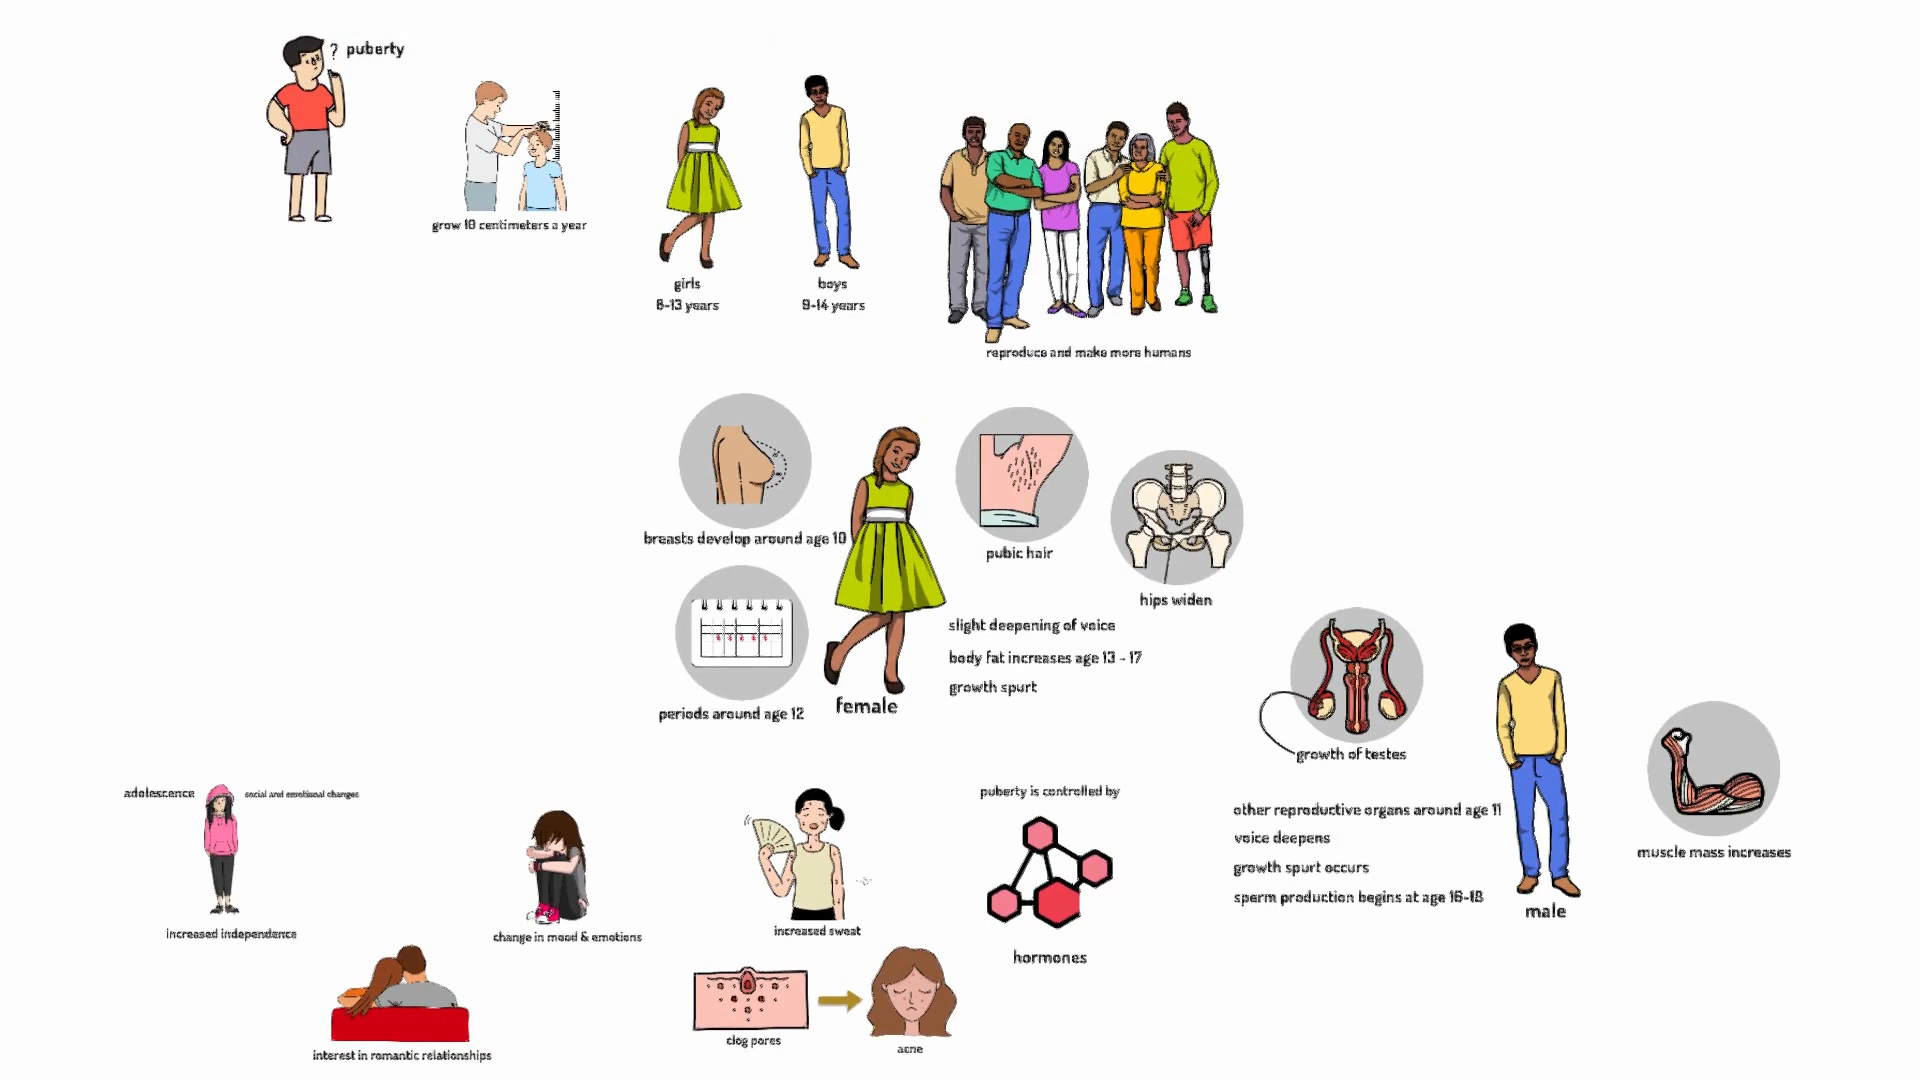 ? puberty
grow 10 centimeters a year
girls
8-13 years
boys
9-14 years
reproduce and make more humans
breasts develop around age 10
pubic hair
hips widen
periods around age 12
female
slight deepening of voice
body fat increases age 13 - 17
growth spurt
growth of testes
other reproductive organs around age 11
voice deepens
growth spurt occurs
sperm production begins at age 16-18
male
muscle mass increases
adolescence
social and emotional changes
increased independence
interest in romantic relationships
change in mood & emotions
increased sweat
clog pores
acne
puberty is controlled by
hormones